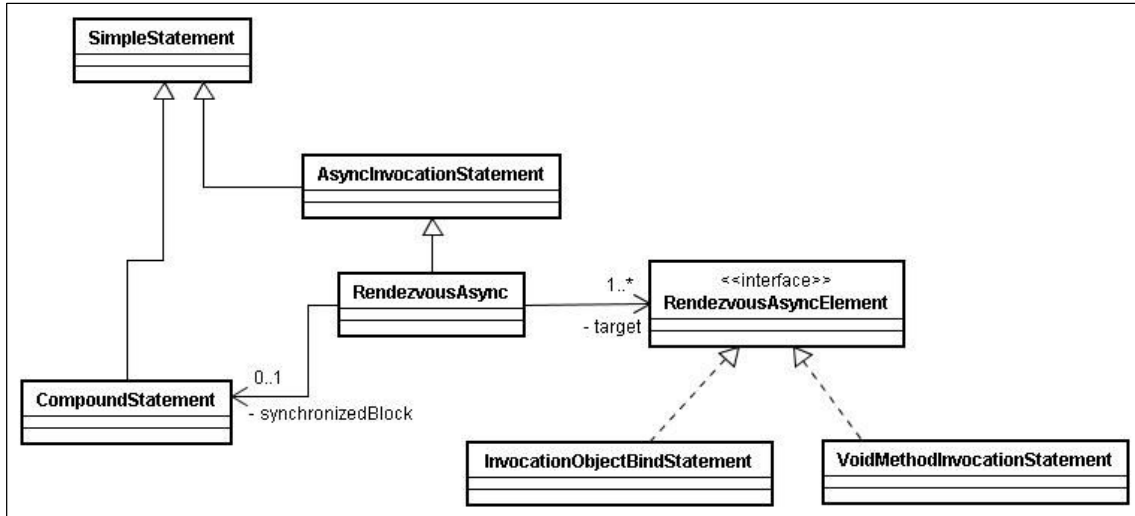 SimpleStatement
AsyncInvocationStatement
RendezvousAsync
1..*
- target
<<interface>>
RendezvousAsyncElement
0..1
- synchronizedBlock
CompoundStatement
InvocationObjectBindStatement
VoidMethodInvocationStatement